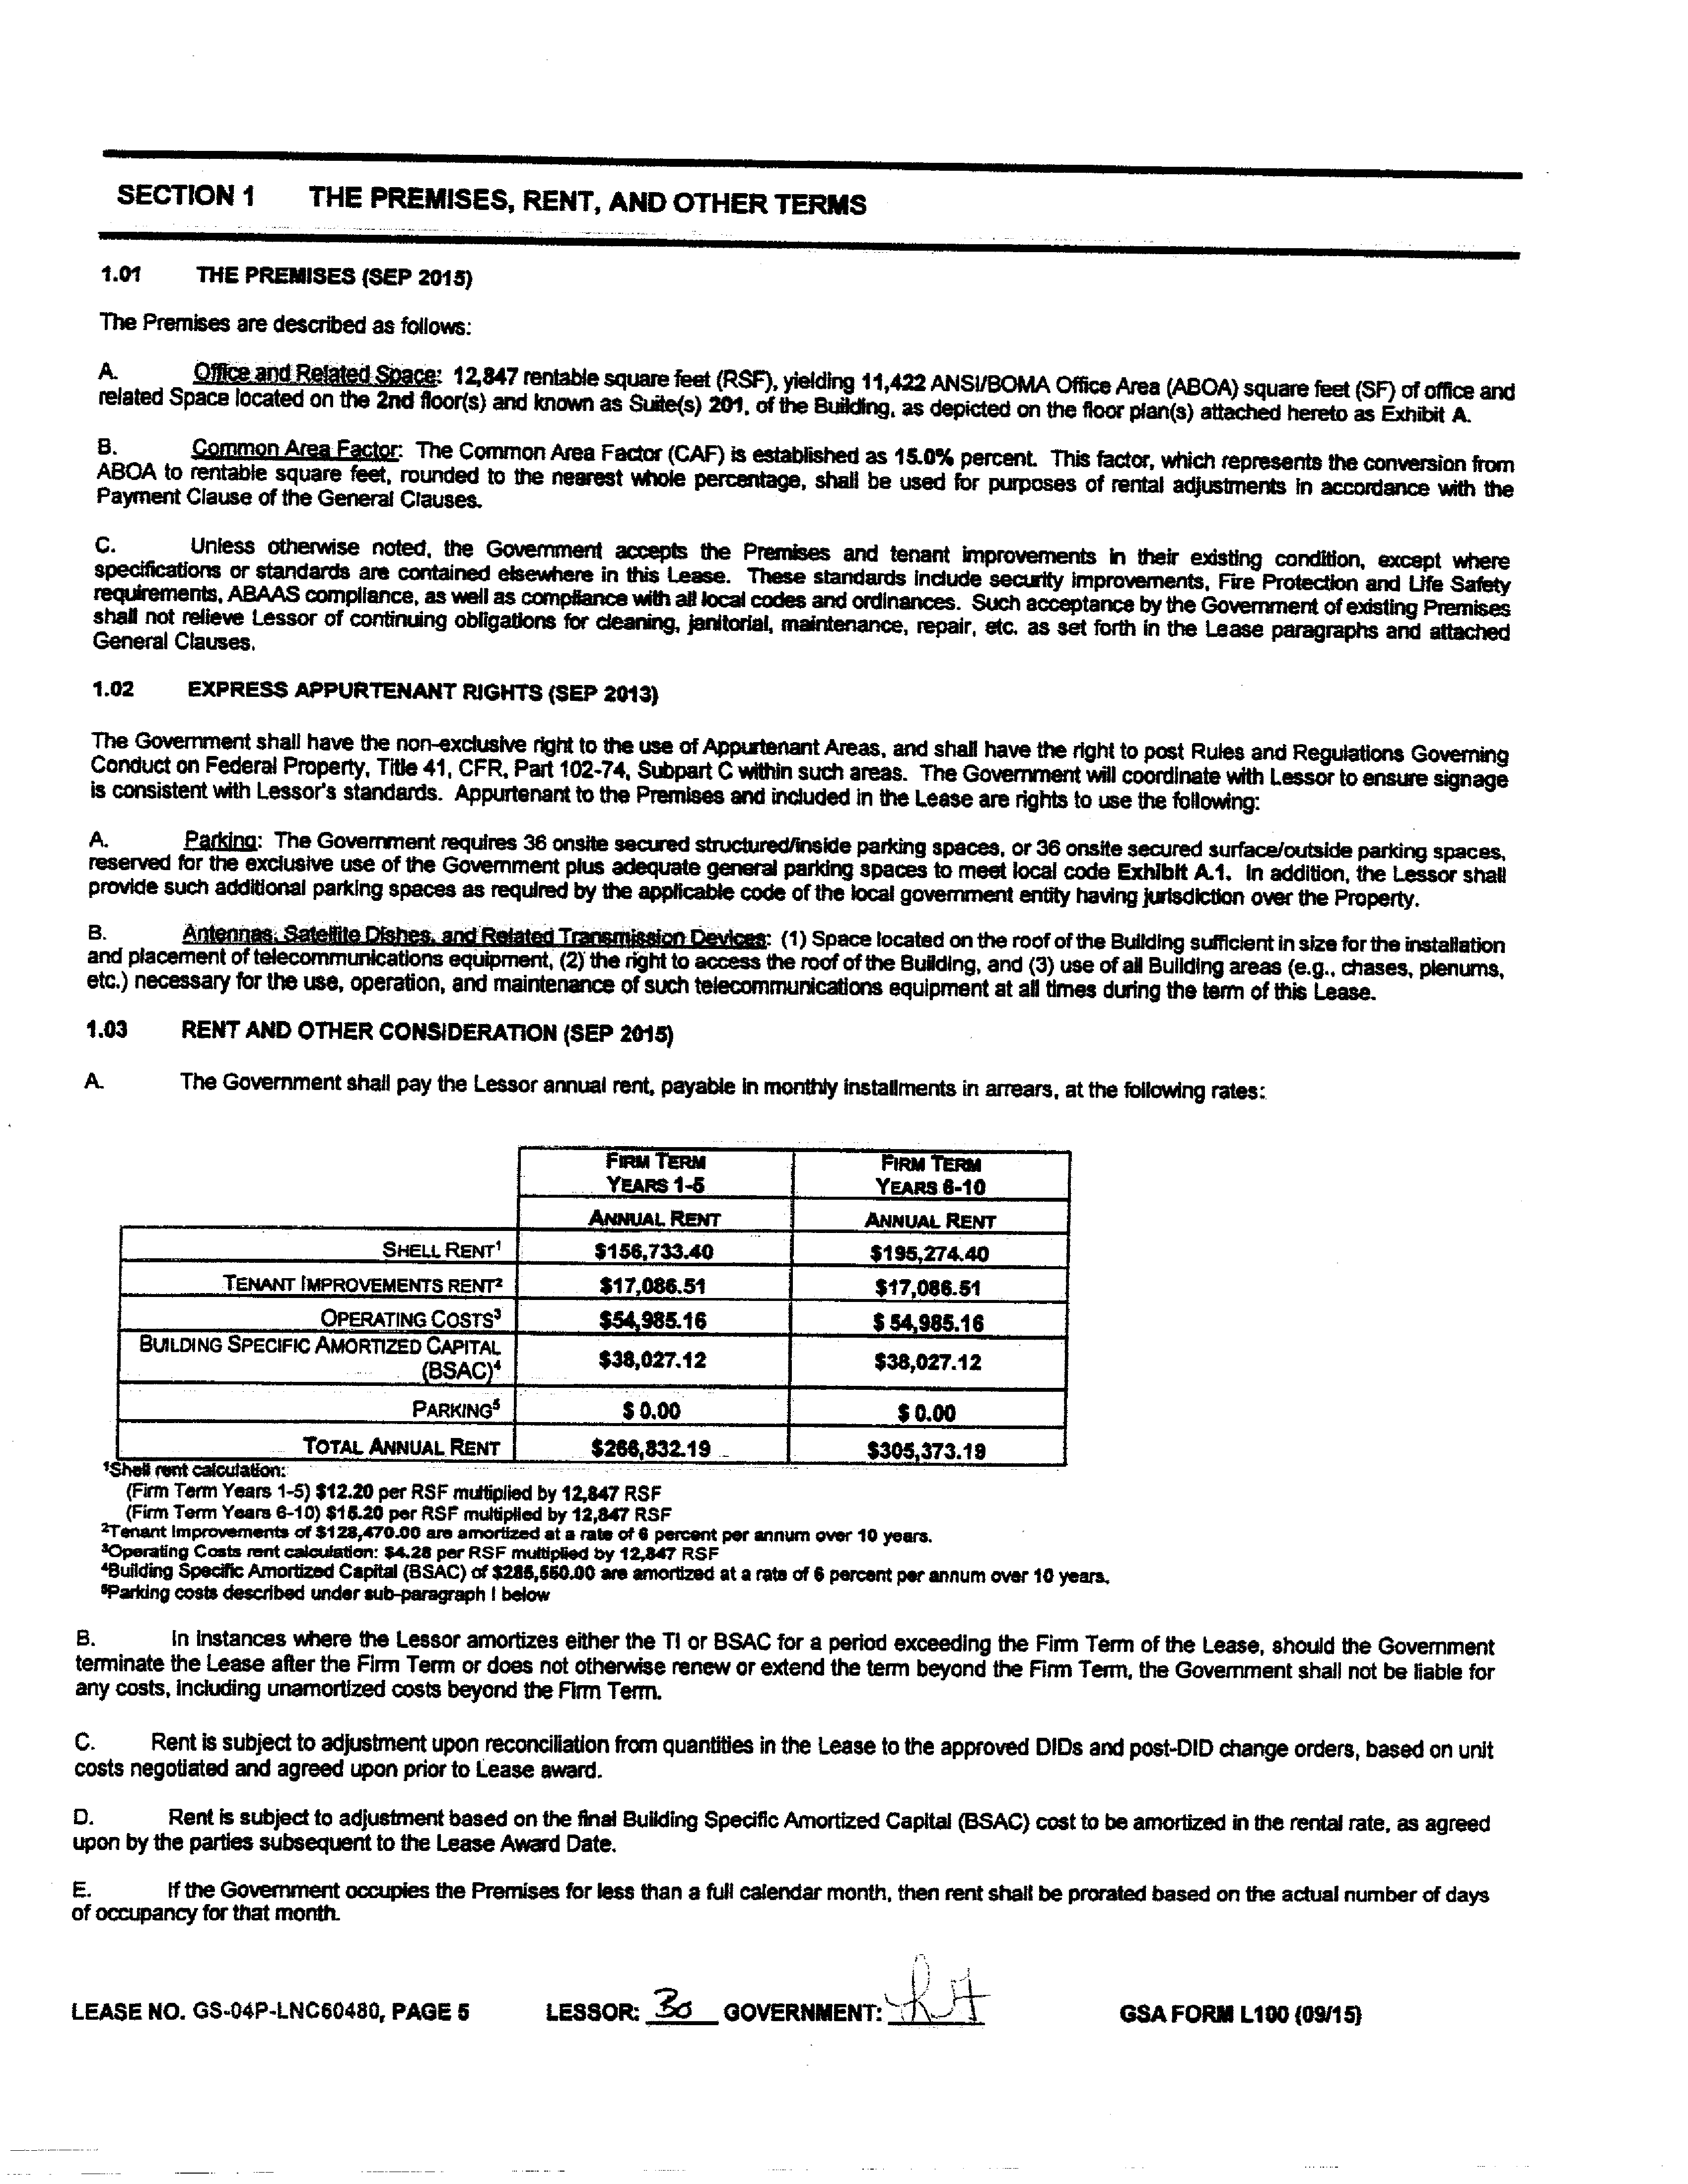 SECTION 1 THE PREMISES, RENT, AND OTHER TERMS
1.01 THE PREMISES (SEP 2015)
The Premises are described as follows:
A. Office and Related Space: 12,847 rentable square feet (RSF), yielding 11,422 ANSI/BOMA Office Area (ABOA) square feet (SF) of office and
related Space located on the 2nd floor(s) and known as Suite(s) 201, of the Building, as depicted on the floor plan(s) attached hereto as Exhibit A.
B. Common Area Factor: The Common Area Factor (CAF) is established as 15.0% percent. This factor, which represents the conversion from
ABOA to rentable square feet, rounded to the nearest whole percentage, shall be used for purposes of rental adjustments in accordance with the
Payment Clause of the General Clauses.
C. Unless otherwise noted, the Government accepts the Premises and tenant improvements in their existing condition, except where
specifications or standards are contained elsewhere in this Lease. These standards include security improvements, Fire Protection and Life Safety
requirements, ABAAS compliance, as well as compliance with all local codes and ordinances. Such acceptance by the Government of existing Premises
shall not relieve Lessor of continuing obligations for cleaning, janitorial, maintenance, repair, etc. as set forth in the Lease paragraphs and attached
General Clauses.
1.02 EXPRESS APPURTENANT RIGHTS (SEP 2013)
The Government shall have the non-exclusive right to the use of Appurtenant Areas, and shall have the right to post Rules and Regulations Governing
Conduct on Federal Property, Title 41, CFR, Part 102-74, Subpart C within such areas. The Government will coordinate with Lessor to ensure signage
is consistent with Lessor's standards. Appurtenant to the Premises and included in the Lease are rights to use the following:
A. Parking: The Government requires 36 onsite secured structured/inside parking spaces, or 36 onsite secured surface/outside parking spaces,
reserved for the exclusive use of the Government plus adequate general parking spaces to meet local code Exhibit A.1. In addition, the Lessor shall
provide such additional parking spaces as required by the applicable code of the local government entity having jurisdiction over the Property.
B. Antennas, Satellite Dishes, and Related Transmission Devices: (1) Space located on the roof of the Building sufficient in size for the installation
and placement of telecommunications equipment, (2) the right to access the roof of the Building, and (3) use of all Building areas (e.g., chases, plenums,
etc.) necessary for the use, operation, and maintenance of such telecommunications equipment at all times during the term of this Lease.
1.03 RENT AND OTHER CONSIDERATION (SEP 2015)
A. The Government shall pay the Lessor annual rent, payable in monthly installments in arrears, at the following rates:
FIRM TERM FIRM TERM
YEARS 1-5 YEARS 6-10
ANNUAL RENT ANNUAL RENT
SHELL RENT¹ $156,733.40 $195,274.40
TENANT IMPROVEMENTS RENT² $17,086.51 $17,086.51
OPERATING COSTS³ $54,985.16 $ 54,985.16
BUILDING SPECIFIC AMORTIZED CAPITAL
(BSAC)⁴ $38,027.12 $38,027.12
PARKING⁵ $ 0.00 $ 0.00
TOTAL ANNUAL RENT $266,832.19 $305,373.19
¹Shell rent calculation:
(Firm Term Years 1-5) $12.20 per RSF multiplied by 12,847 RSF
(Firm Term Years 6-10) $15.20 per RSF multiplied by 12,847 RSF
²Tenant Improvements of $128,470.00 are amortized at a rate of 6 percent per annum over 10 years.
³Operating Costs rent calculation: $4.28 per RSF multiplied by 12,847 RSF
⁴Building Specific Amortized Capital (BSAC) of $285,550.00 are amortized at a rate of 6 percent per annum over 10 years.
⁵Parking costs described under sub-paragraph I below
B. In instances where the Lessor amortizes either the TI or BSAC for a period exceeding the Firm Term of the Lease, should the Government
terminate the Lease after the Firm Term or does not otherwise renew or extend the term beyond the Firm Term, the Government shall not be liable for
any costs, including unamortized costs beyond the Firm Term.
C. Rent is subject to adjustment upon reconciliation from quantities in the Lease to the approved DIDs and post-DID change orders, based on unit
costs negotiated and agreed upon prior to Lease award.
D. Rent is subject to adjustment based on the final Building Specific Amortized Capital (BSAC) cost to be amortized in the rental rate, as agreed
upon by the parties subsequent to the Lease Award Date.
E. If the Government occupies the Premises for less than a full calendar month, then rent shall be prorated based on the actual number of days
of occupancy for that month.
LEASE NO. GS-04P-LNC60480, PAGE 5 LESSOR: GOVERNMENT: GSA FORM L100 (09/15)